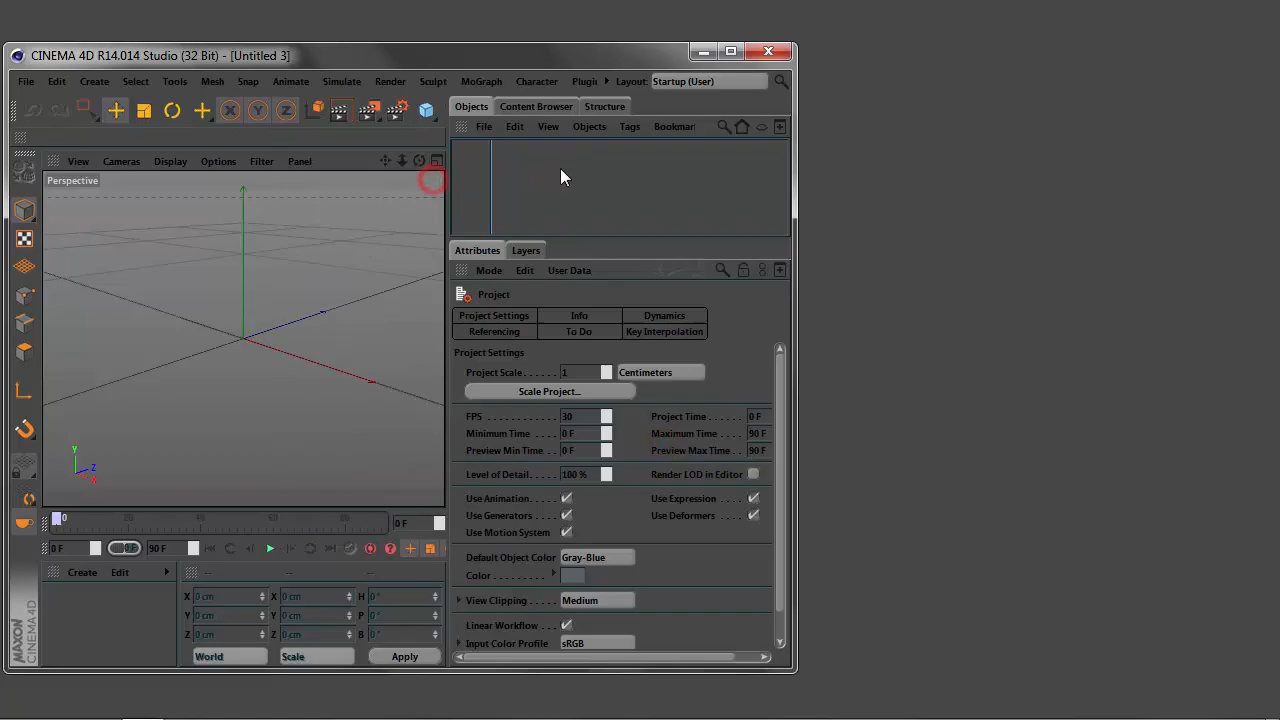 CINEMA 4D R14.014 Studio (32 Bit) - [Untitled 3]
File Edit Create Select Tools Mesh Snap Animate Simulate Render Sculpt MoGraph Character Plugin Layout: Startup (User)
X Y Z
Objects Content Browser Structure
File Edit View Objects Tags Bookmar
View Cameras Display Options Filter Panel
Perspective
Y
Z
X
Attributes Layers
Mode Edit User Data
Project
Project Settings Info Dynamics
Referencing To Do Key Interpolation
Project Settings
Project Scale . . . . . . 1 Centimeters
Scale Project...
FPS . . . . . . . . . . . . 30 Project Time . . . . 0 F
Minimum Time . . . . 0 F Maximum Time . . . 90 F
Preview Min Time . . . 0 F Preview Max Time . . . 90 F
Level of Detail. . . . . 100 % Render LOD in Editor
Use Animation. . . . Use Expression . . . .
Use Generators. . . . Use Deformers . . . .
Use Motion System
Default Object Color Gray-Blue
Color . . . . . . . . .
View Clipping . . . . . Medium
Linear Workflow . . .
Input Color Profile sRGB
0 20 40 60 80 0 F
0 F 0 F 90 F
Create Edit -- -- --
X 0 cm X 0 cm H 0 °
Y 0 cm Y 0 cm P 0 °
Z 0 cm Z 0 cm B 0 °
World Scale Apply
MAXON
CINEMA 4D